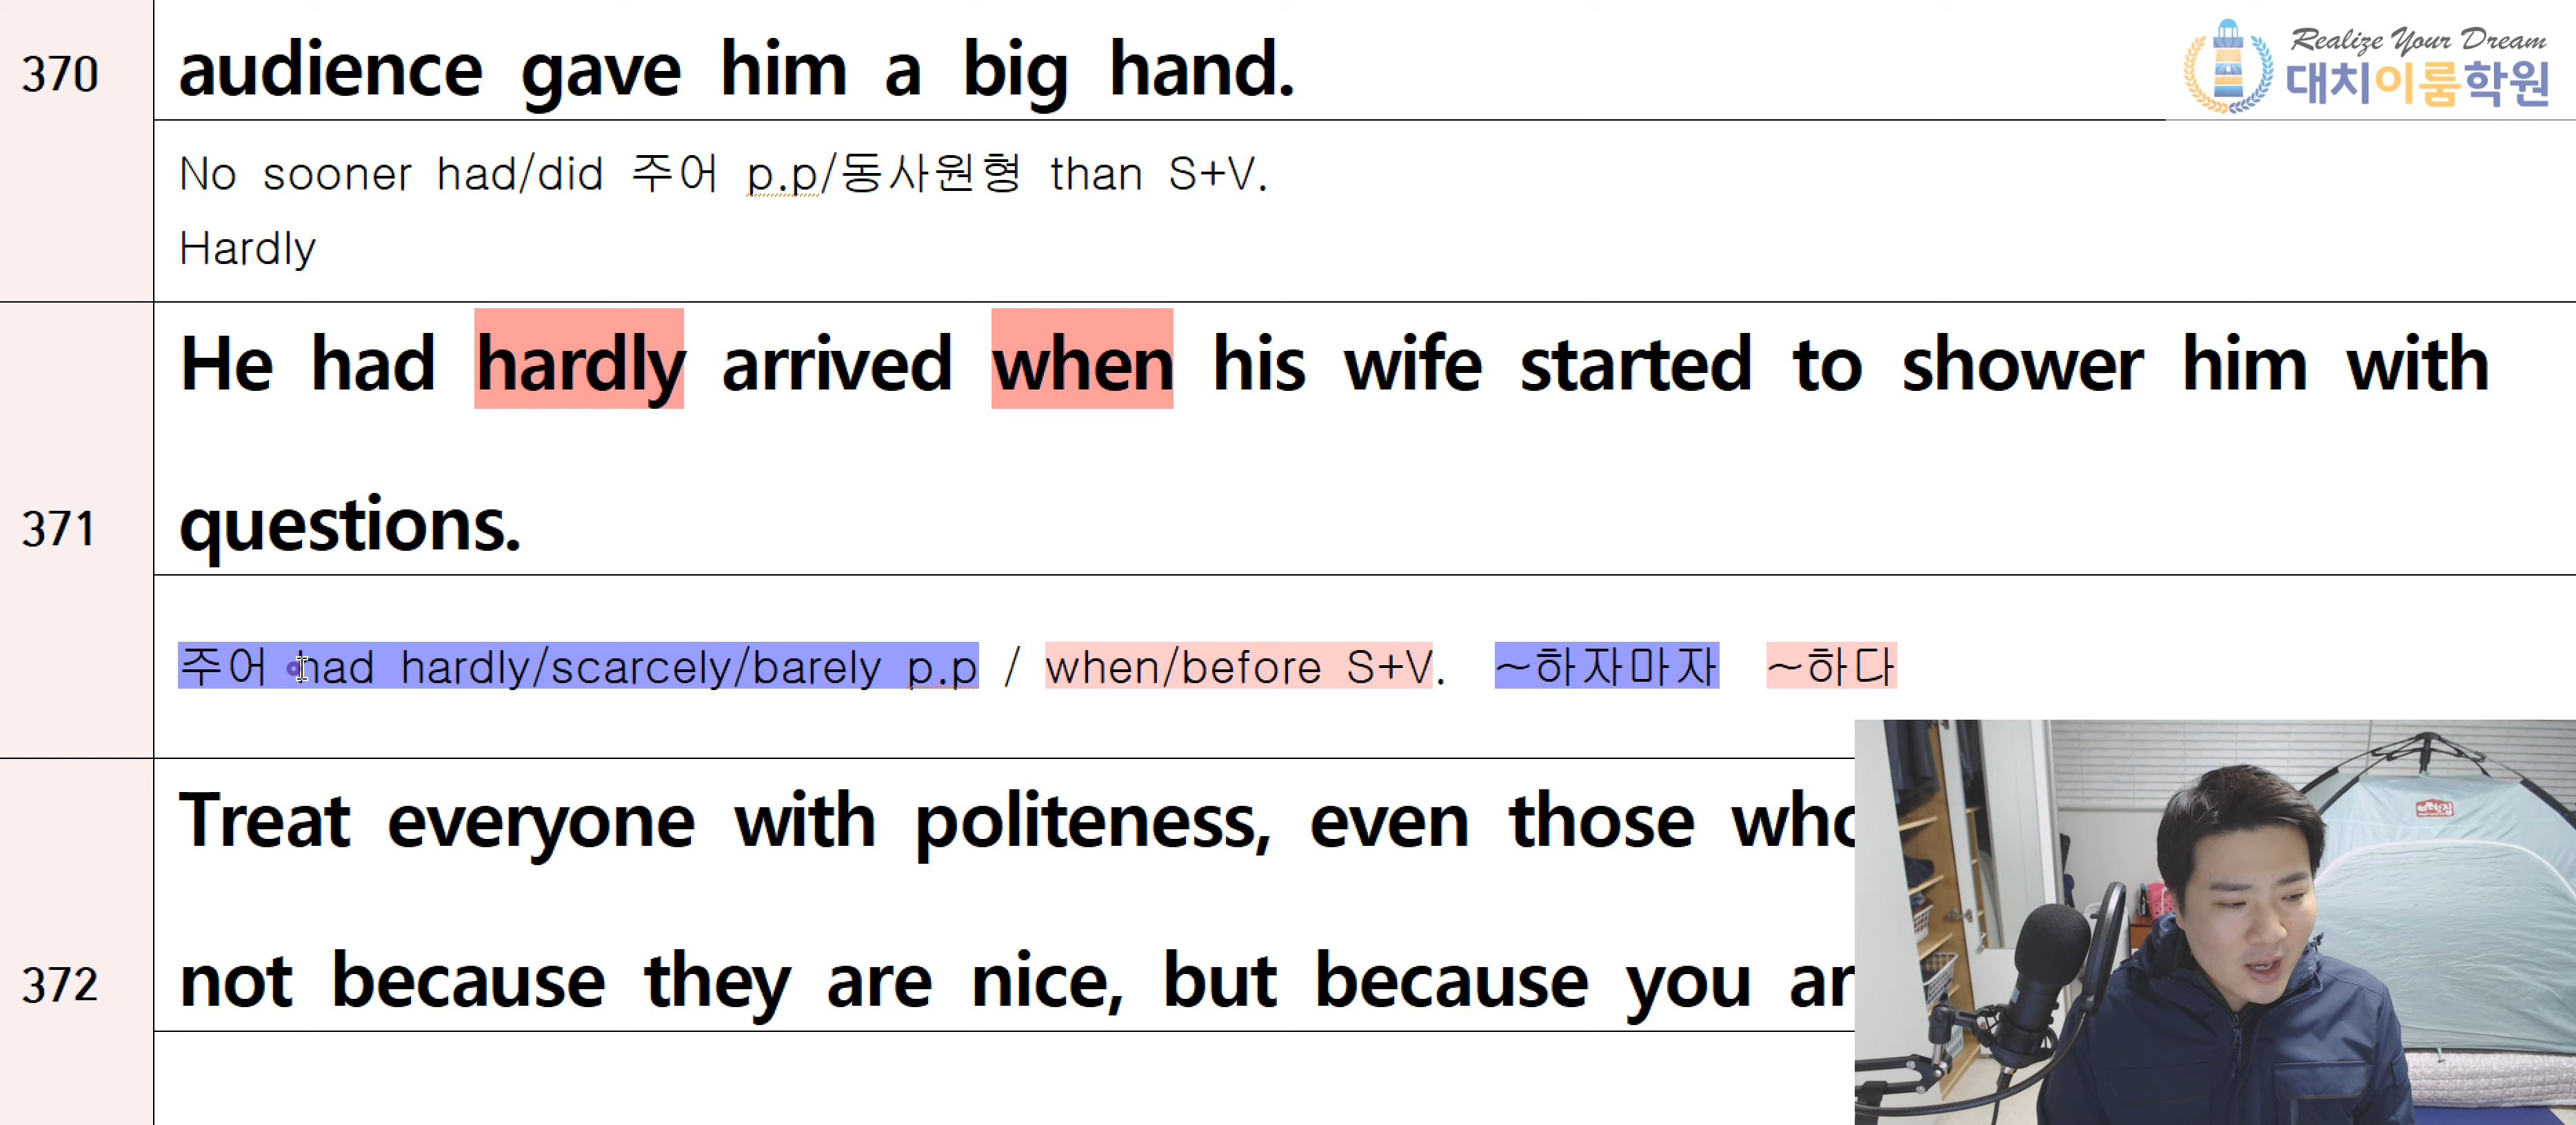 370
audience gave him a big hand.
Realize Your Dream
대치이룸학원
No sooner had/did 주어 p.p/동사원형 than S+V.
Hardly
He had hardly arrived when his wife started to shower him with
371
questions.
주어 had hardly/scarcely/barely p.p / when/before S+V. ~하자마자 ~하다
Treat everyone with politeness, even those who
372
not because they are nice, but because you ar